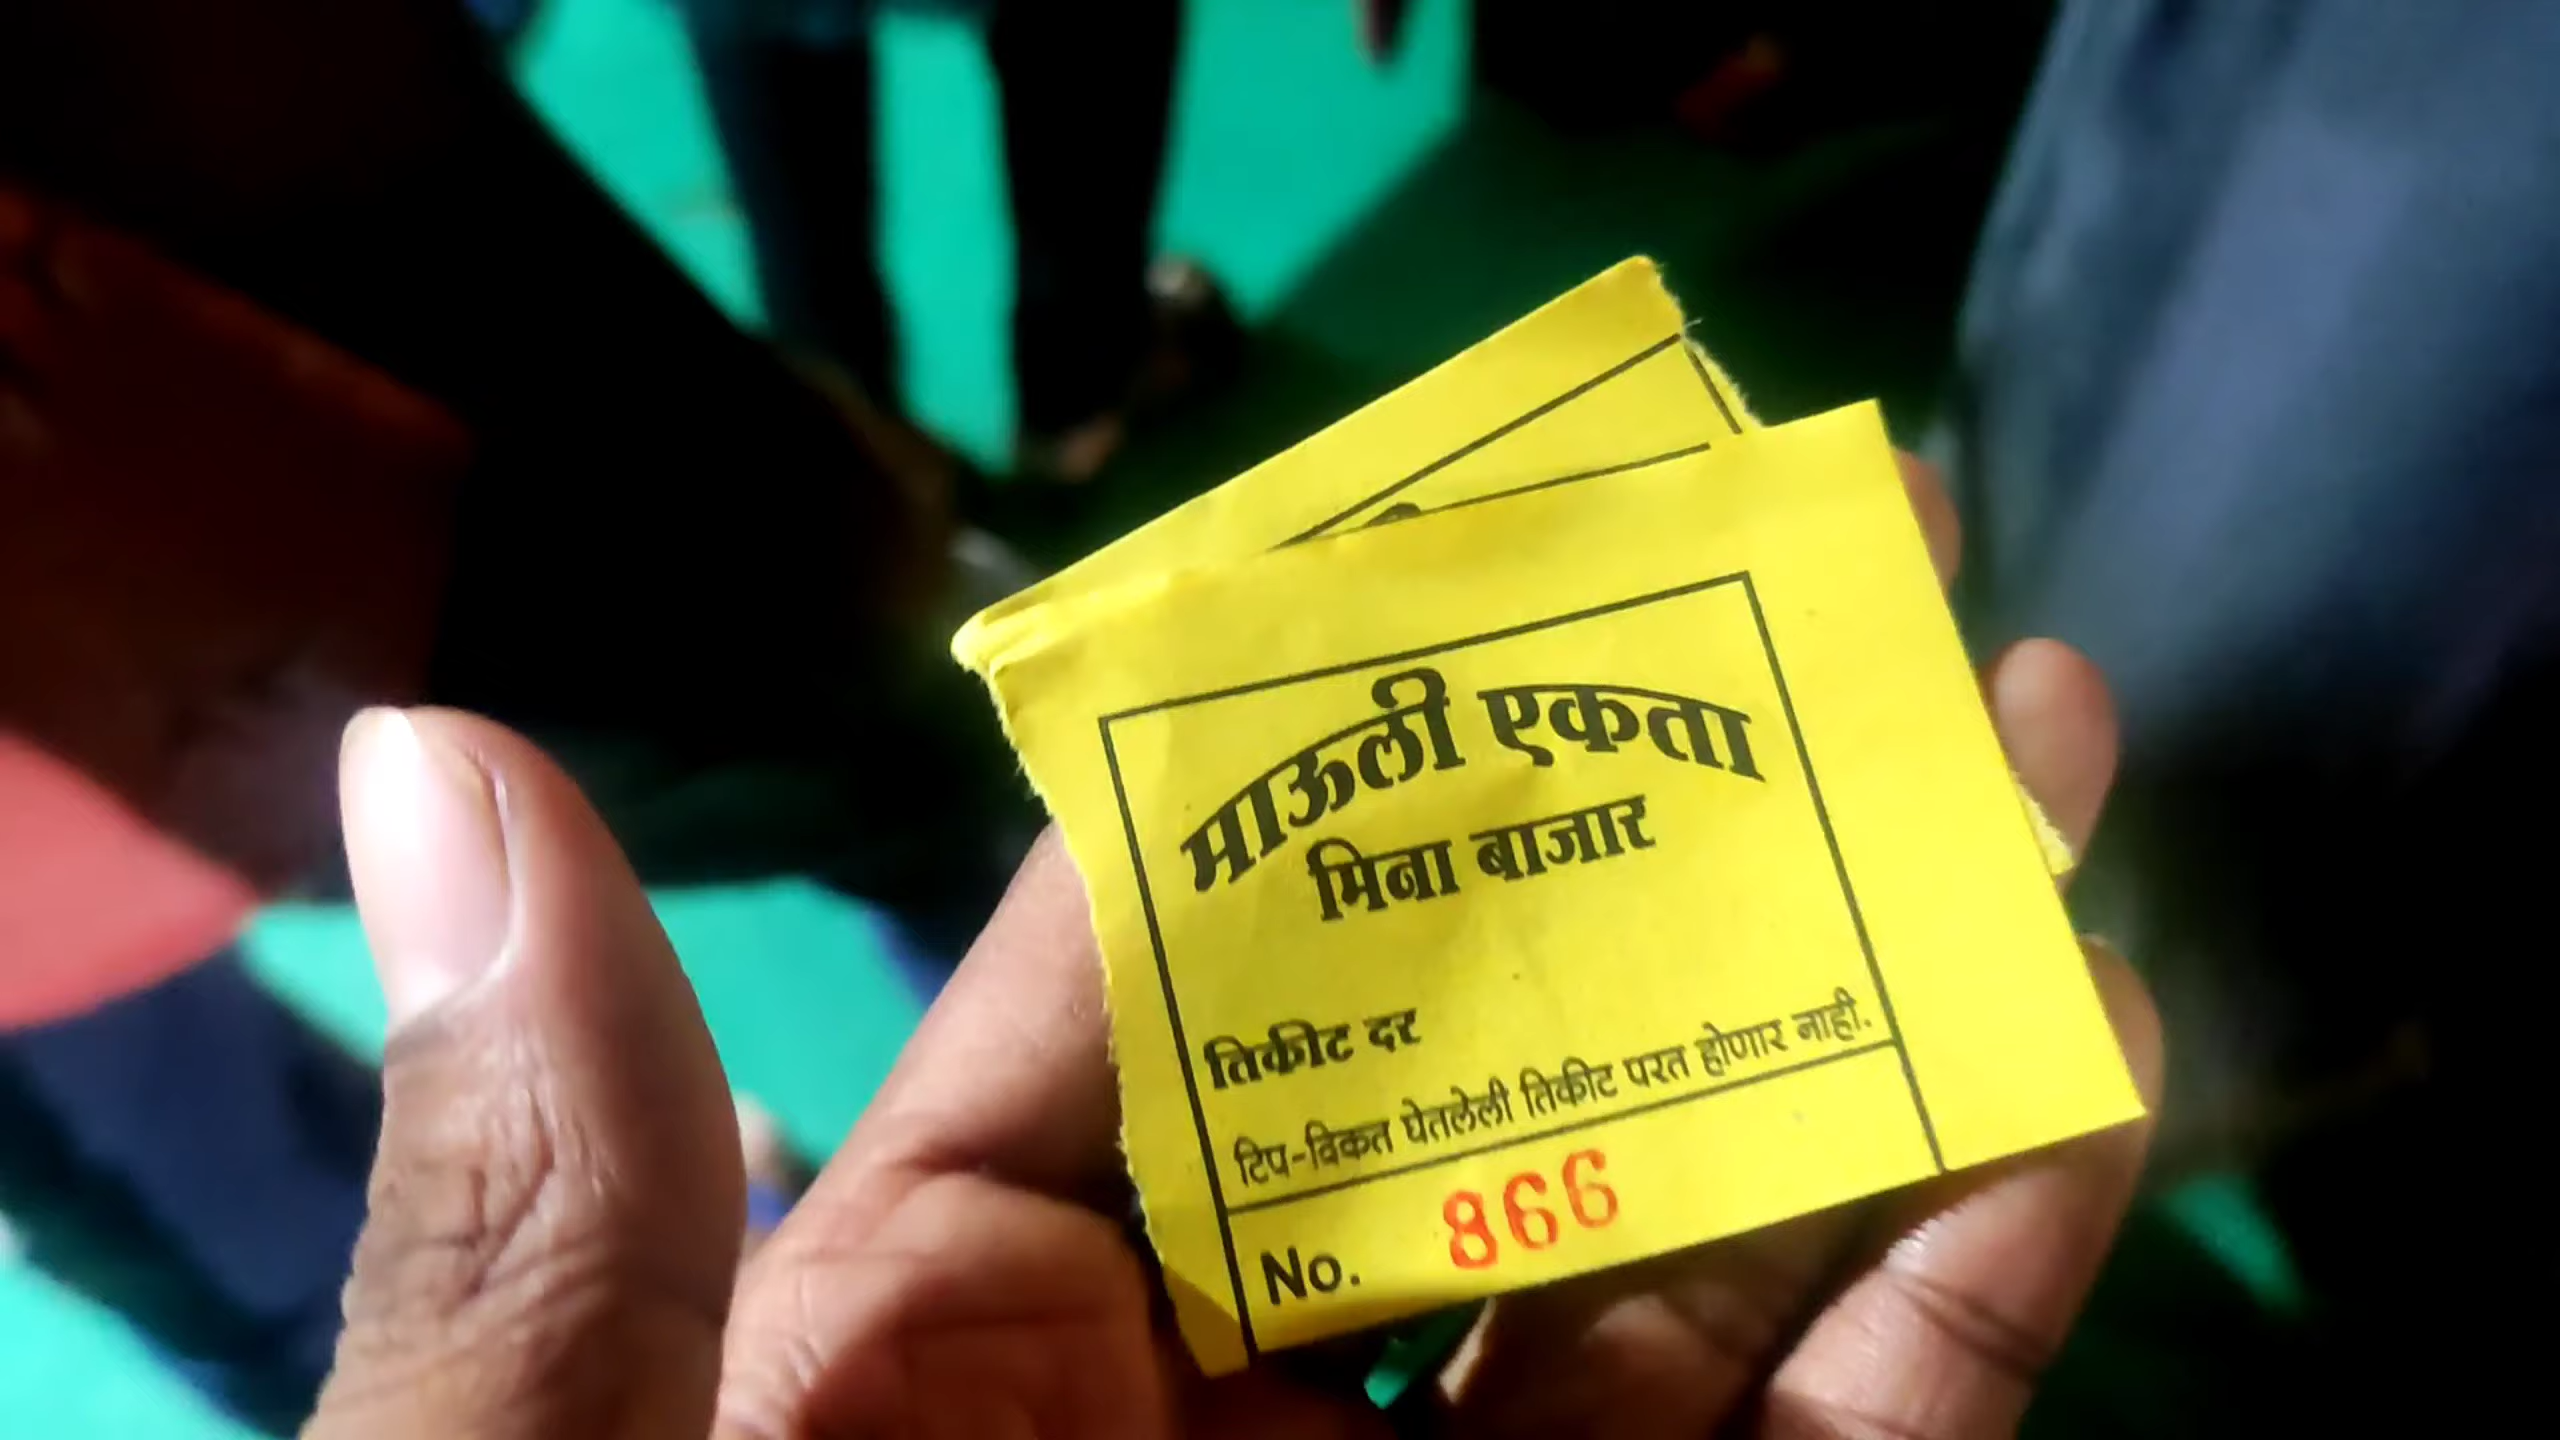 माऊली एकता
मिना बाजार
तिकीट दर
टिप-विकत घेतलेली तिकीट परत होणार नाही.
No. 866